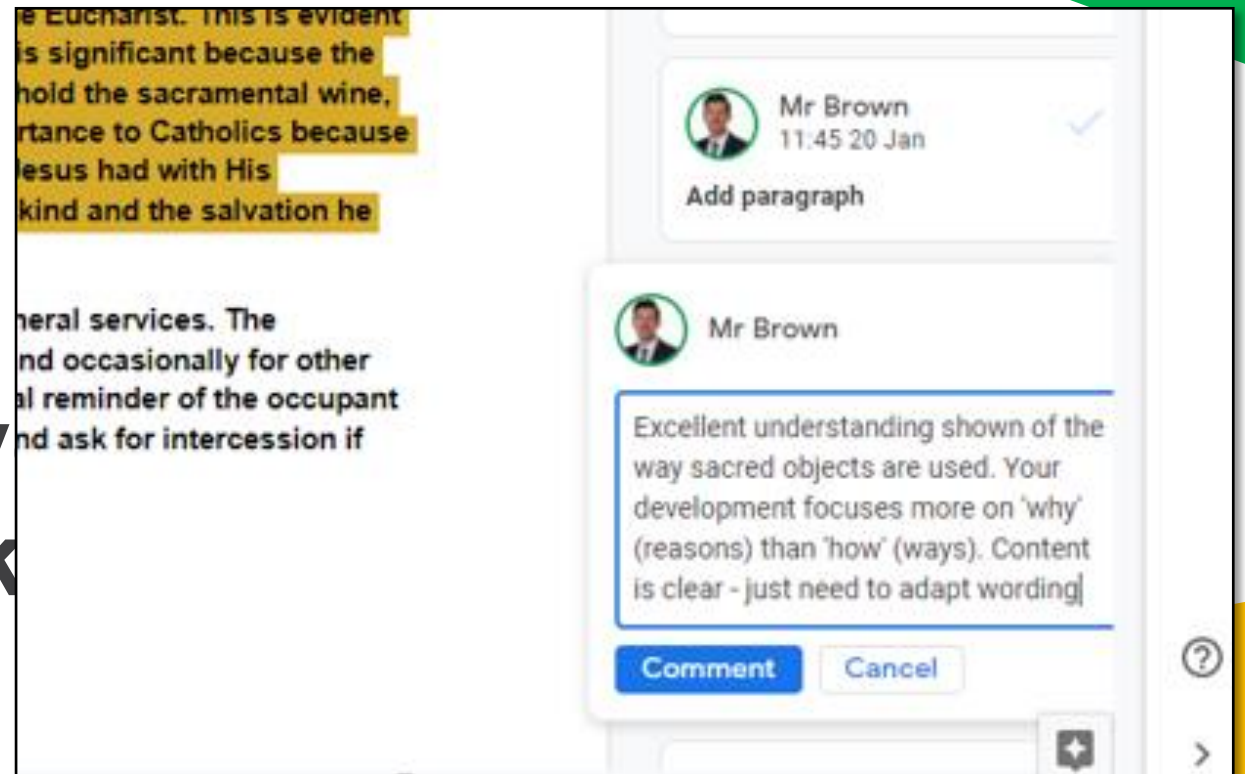 e Eucharist. This is evident
is significant because the
hold the sacramental wine,
rtance to Catholics because
Jesus had with His
kind and the salvation he
neral services. The
nd occasionally for other
al reminder of the occupant
nd ask for intercession if
y
k
Mr Brown
11:45 20 Jan
Add paragraph
Mr Brown
Excellent understanding shown of the
way sacred objects are used. Your
development focuses more on 'why'
(reasons) than 'how' (ways). Content
is clear - just need to adapt wording
Comment Cancel